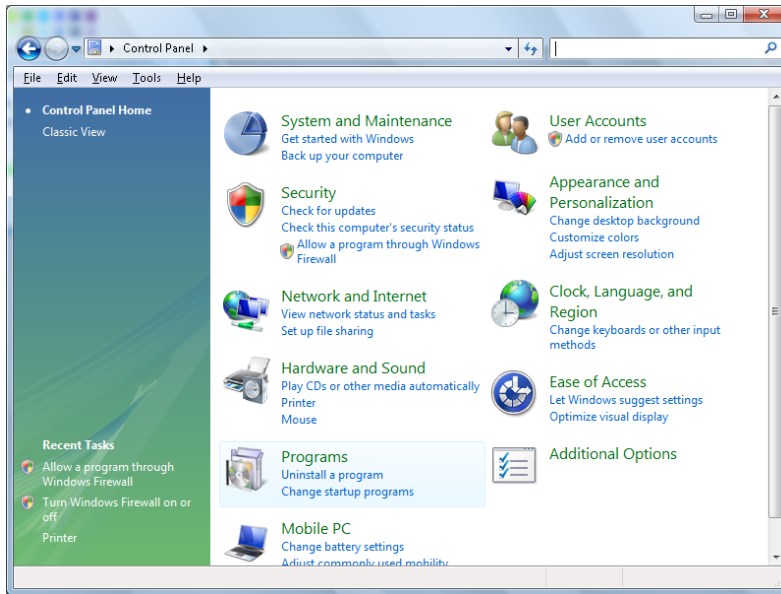 Control Panel
File Edit View Tools Help
Control Panel Home
Classic View
Recent Tasks
Allow a program through
Windows Firewall
Turn Windows Firewall on or
off
Printer
System and Maintenance
Get started with Windows
Back up your computer
Security
Check for updates
Check this computer's security status
Allow a program through Windows
Firewall
Network and Internet
View network status and tasks
Set up file sharing
Hardware and Sound
Play CDs or other media automatically
Printer
Mouse
Programs
Uninstall a program
Change startup programs
Mobile PC
Change battery settings
Adjust commonly used mobility
User Accounts
Add or remove user accounts
Appearance and
Personalization
Change desktop background
Customize colors
Adjust screen resolution
Clock, Language, and
Region
Change keyboards or other input
methods
Ease of Access
Let Windows suggest settings
Optimize visual display
Additional Options